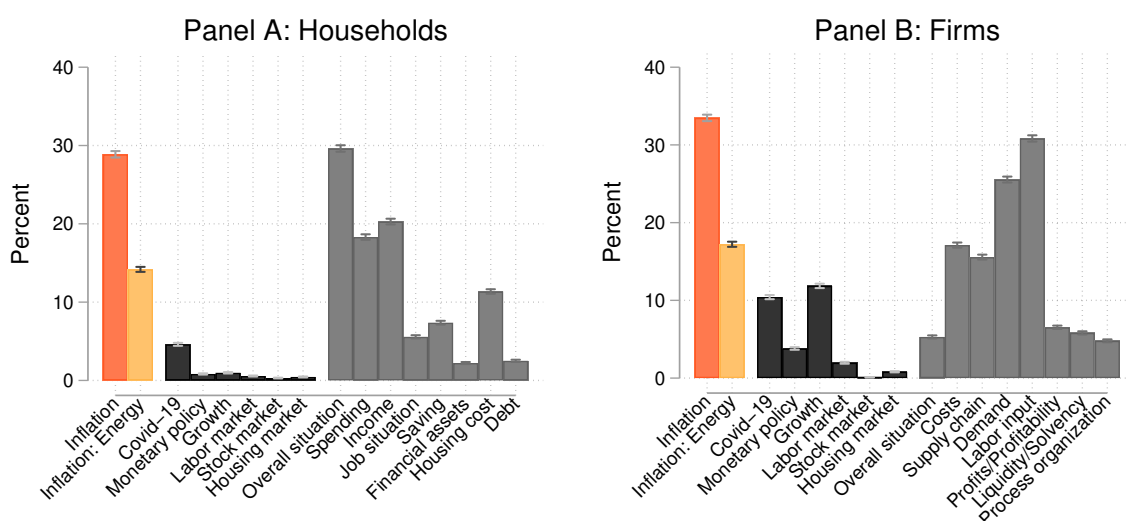 Panel A: Households
Percent
40
30
20
10
0
Inflation
Inflation: Energy
Covid−19
Monetary policy
Growth
Labor market
Stock market
Housing market
Overall situation
Spending
Income
Job situation
Saving
Financial assets
Housing cost
Debt
Panel B: Firms
Percent
40
30
20
10
0
Inflation
Inflation: Energy
Covid−19
Monetary policy
Growth
Labor market
Stock market
Housing market
Overall situation
Costs
Supply chain
Demand
Labor input
Profits/Profitability
Liquidity/Solvency
Process organization